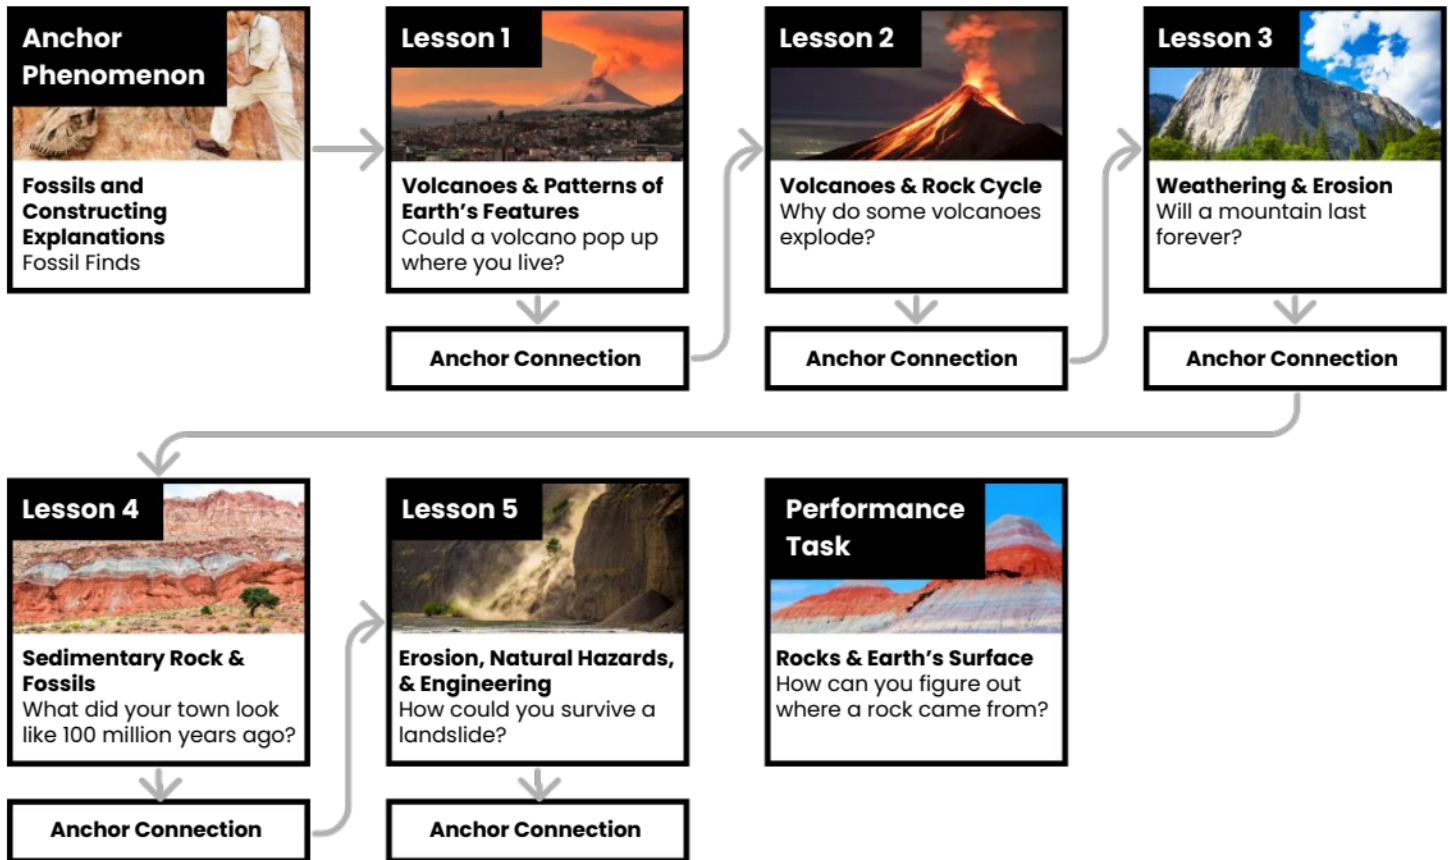 Anchor
Phenomenon
Fossils and
Constructing
Explanations
Fossil Finds
Lesson 1
Volcanoes & Patterns of
Earth's Features
Could a volcano pop up
where you live?
Anchor Connection
Lesson 2
Volcanoes & Rock Cycle
Why do some volcanoes
explode?
Anchor Connection
Lesson 3
Weathering & Erosion
Will a mountain last
forever?
Anchor Connection
Lesson 4
Sedimentary Rock &
Fossils
What did your town look
like 100 million years ago?
Anchor Connection
Lesson 5
Erosion, Natural Hazards,
& Engineering
How could you survive a
landslide?
Anchor Connection
Performance
Task
Rocks & Earth's Surface
How can you figure out
where a rock came from?